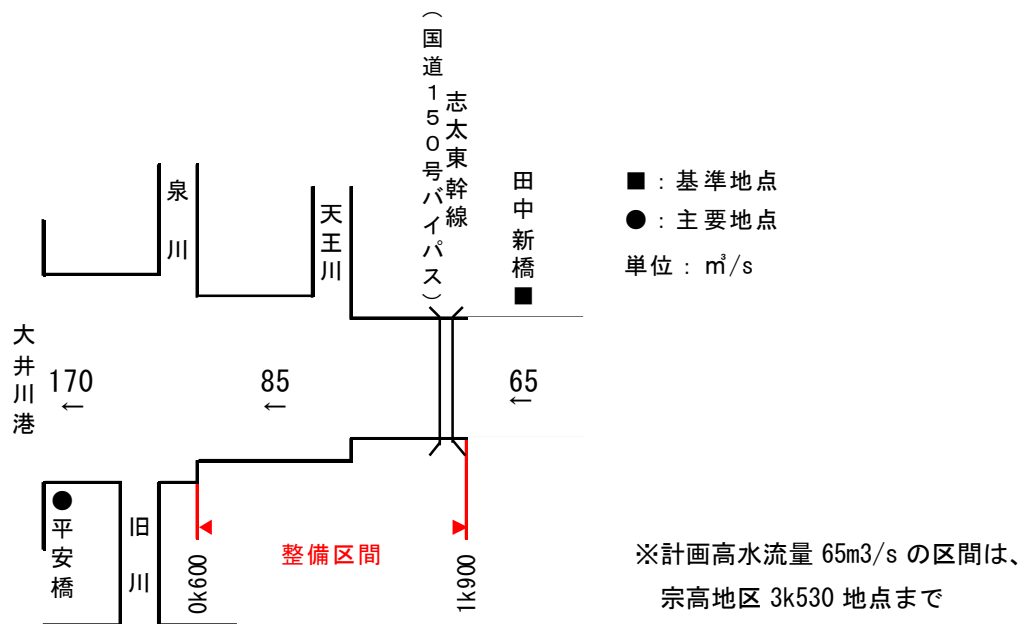 （国道１５０号バイパス）
志太東幹線
田中新橋■
■：基準地点
●：主要地点
単位：㎥/s
泉川
天王川
大井川港
170
←
85
←
65
←
●平安橋
旧川
0k600
整備区間
1k900
※計画高水流量 65m3/s の区間は、
宗高地区 3k530 地点まで